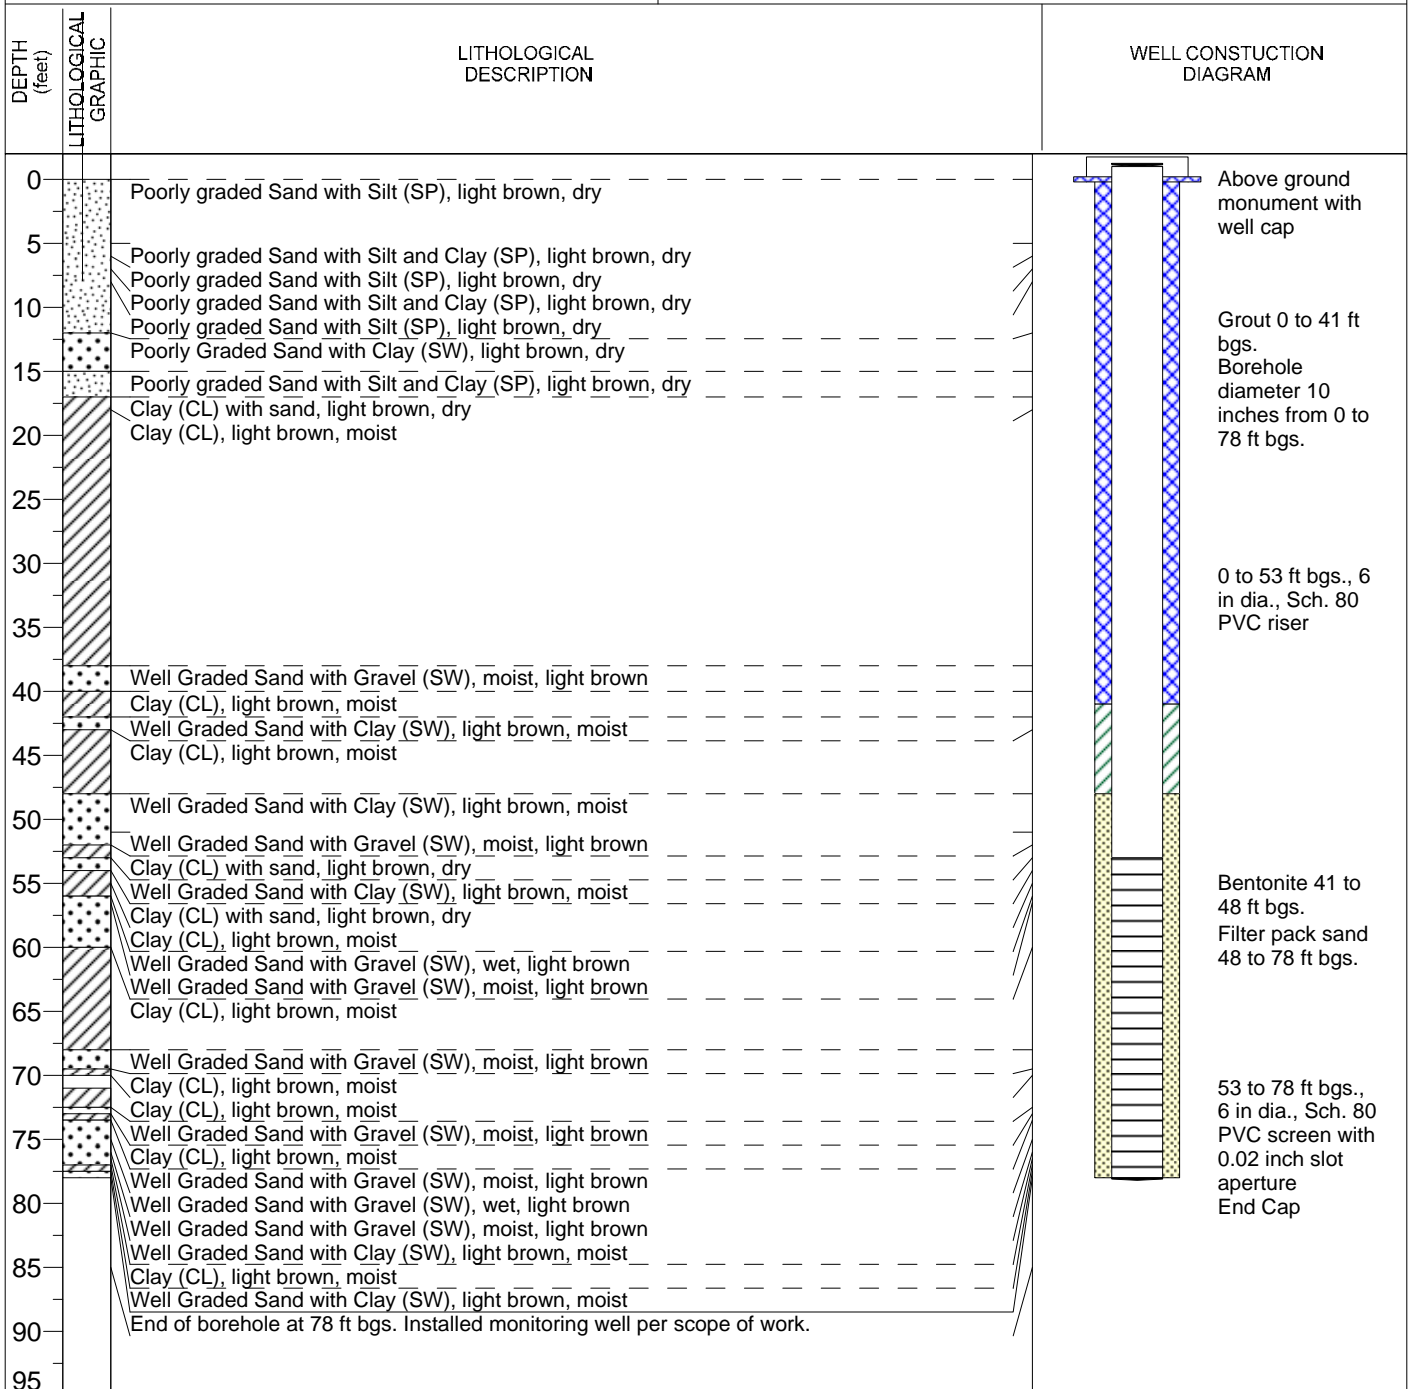 DEPTH
(feet)
LITHOLOGICAL
GRAPHIC
LITHOLOGICAL
DESCRIPTION
WELL CONSTUCTION
DIAGRAM
0
5
10
15
20
25
30
35
40
45
50
55
60
65
70
75
80
85
90
95
Poorly graded Sand with Silt (SP), light brown, dry
Poorly graded Sand with Silt and Clay (SP), light brown, dry
Poorly graded Sand with Silt (SP), light brown, dry
Poorly graded Sand with Silt and Clay (SP), light brown, dry
Poorly graded Sand with Silt (SP), light brown, dry
Poorly Graded Sand with Clay (SW), light brown, dry
Poorly graded Sand with Silt and Clay (SP), light brown, dry
Clay (CL) with sand, light brown, dry
Clay (CL), light brown, moist
Well Graded Sand with Gravel (SW), moist, light brown
Clay (CL), light brown, moist
Well Graded Sand with Clay (SW), light brown, moist
Clay (CL), light brown, moist
Well Graded Sand with Clay (SW), light brown, moist
Well Graded Sand with Gravel (SW), moist, light brown
Clay (CL) with sand, light brown, dry
Well Graded Sand with Clay (SW), light brown, moist
Clay (CL) with sand, light brown, dry
Clay (CL), light brown, moist
Well Graded Sand with Gravel (SW), wet, light brown
Well Graded Sand with Gravel (SW), moist, light brown
Clay (CL), light brown, moist
Well Graded Sand with Gravel (SW), moist, light brown
Clay (CL), light brown, moist
Clay (CL), light brown, moist
Well Graded Sand with Gravel (SW), moist, light brown
Clay (CL), light brown, moist
Well Graded Sand with Gravel (SW), moist, light brown
Well Graded Sand with Gravel (SW), wet, light brown
Well Graded Sand with Gravel (SW), moist, light brown
Well Graded Sand with Clay (SW), light brown, moist
Clay (CL), light brown, moist
Well Graded Sand with Clay (SW), light brown, moist
End of borehole at 78 ft bgs. Installed monitoring well per scope of work.
Above ground
monument with
well cap
Grout 0 to 41 ft
bgs.
Borehole
diameter 10
inches from 0 to
78 ft bgs.
0 to 53 ft bgs., 6
in dia., Sch. 80
PVC riser
Bentonite 41 to
48 ft bgs.
Filter pack sand
48 to 78 ft bgs.
53 to 78 ft bgs.,
6 in dia., Sch. 80
PVC screen with
0.02 inch slot
aperture
End Cap